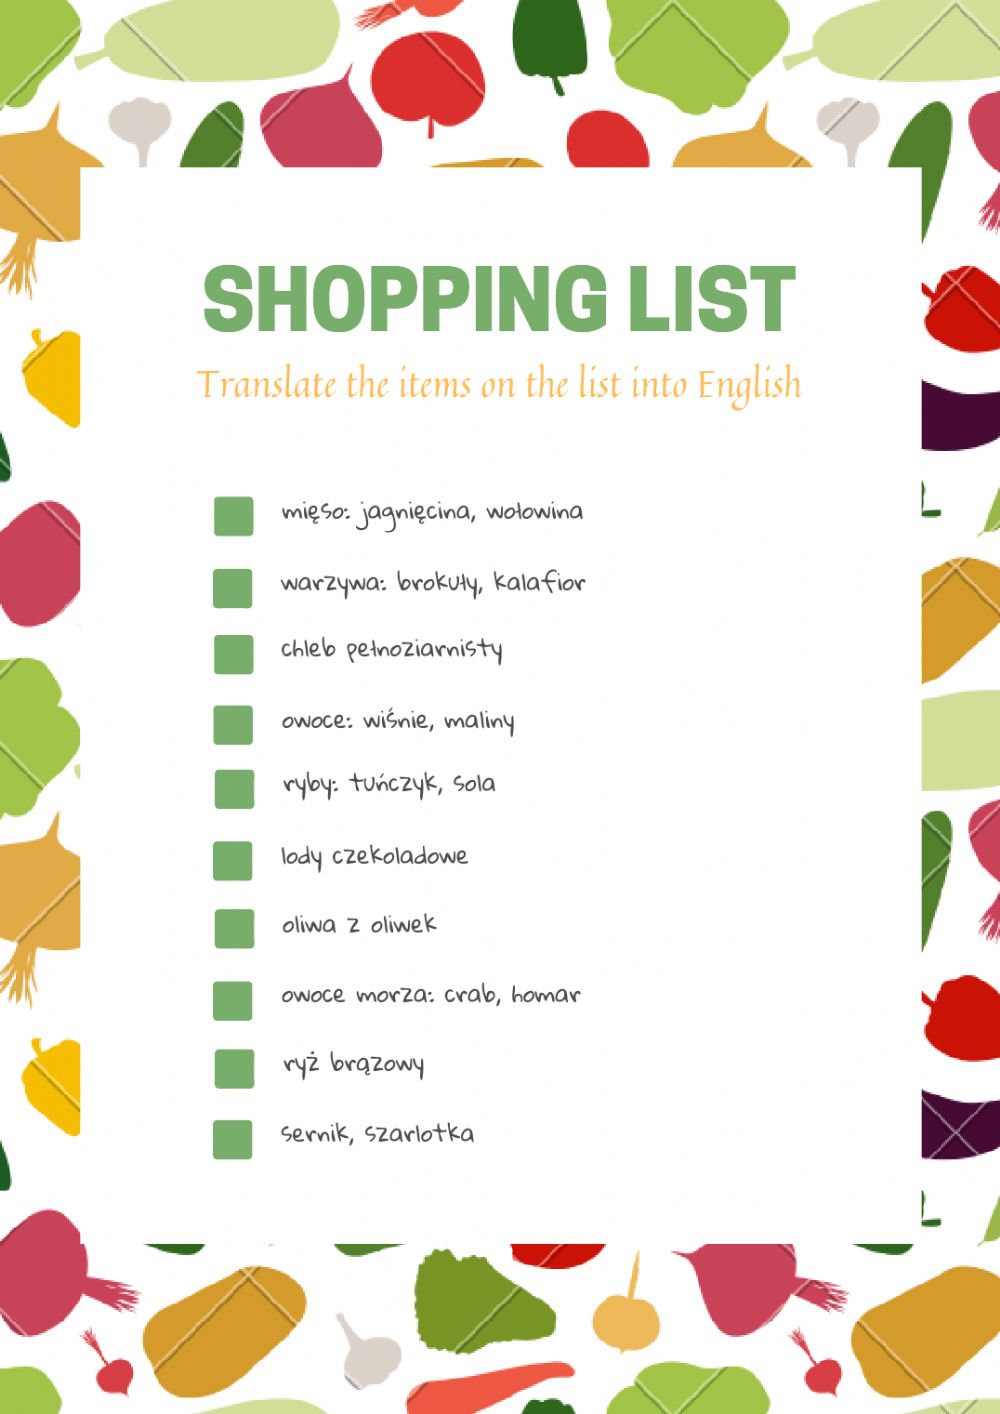 SHOPPING LIST
Translate the items on the list into English
mięso: jagnięcina, wołowina
warzywa: brokuły, kalafior
chleb pełnoziarnisty
owoce: wiśnie, maliny
ryby: tuńczyk, sola
lody czekoladowe
oliwa z oliwek
owoce morza: crab, homar
ryż brązowy
sernik, szarlotka